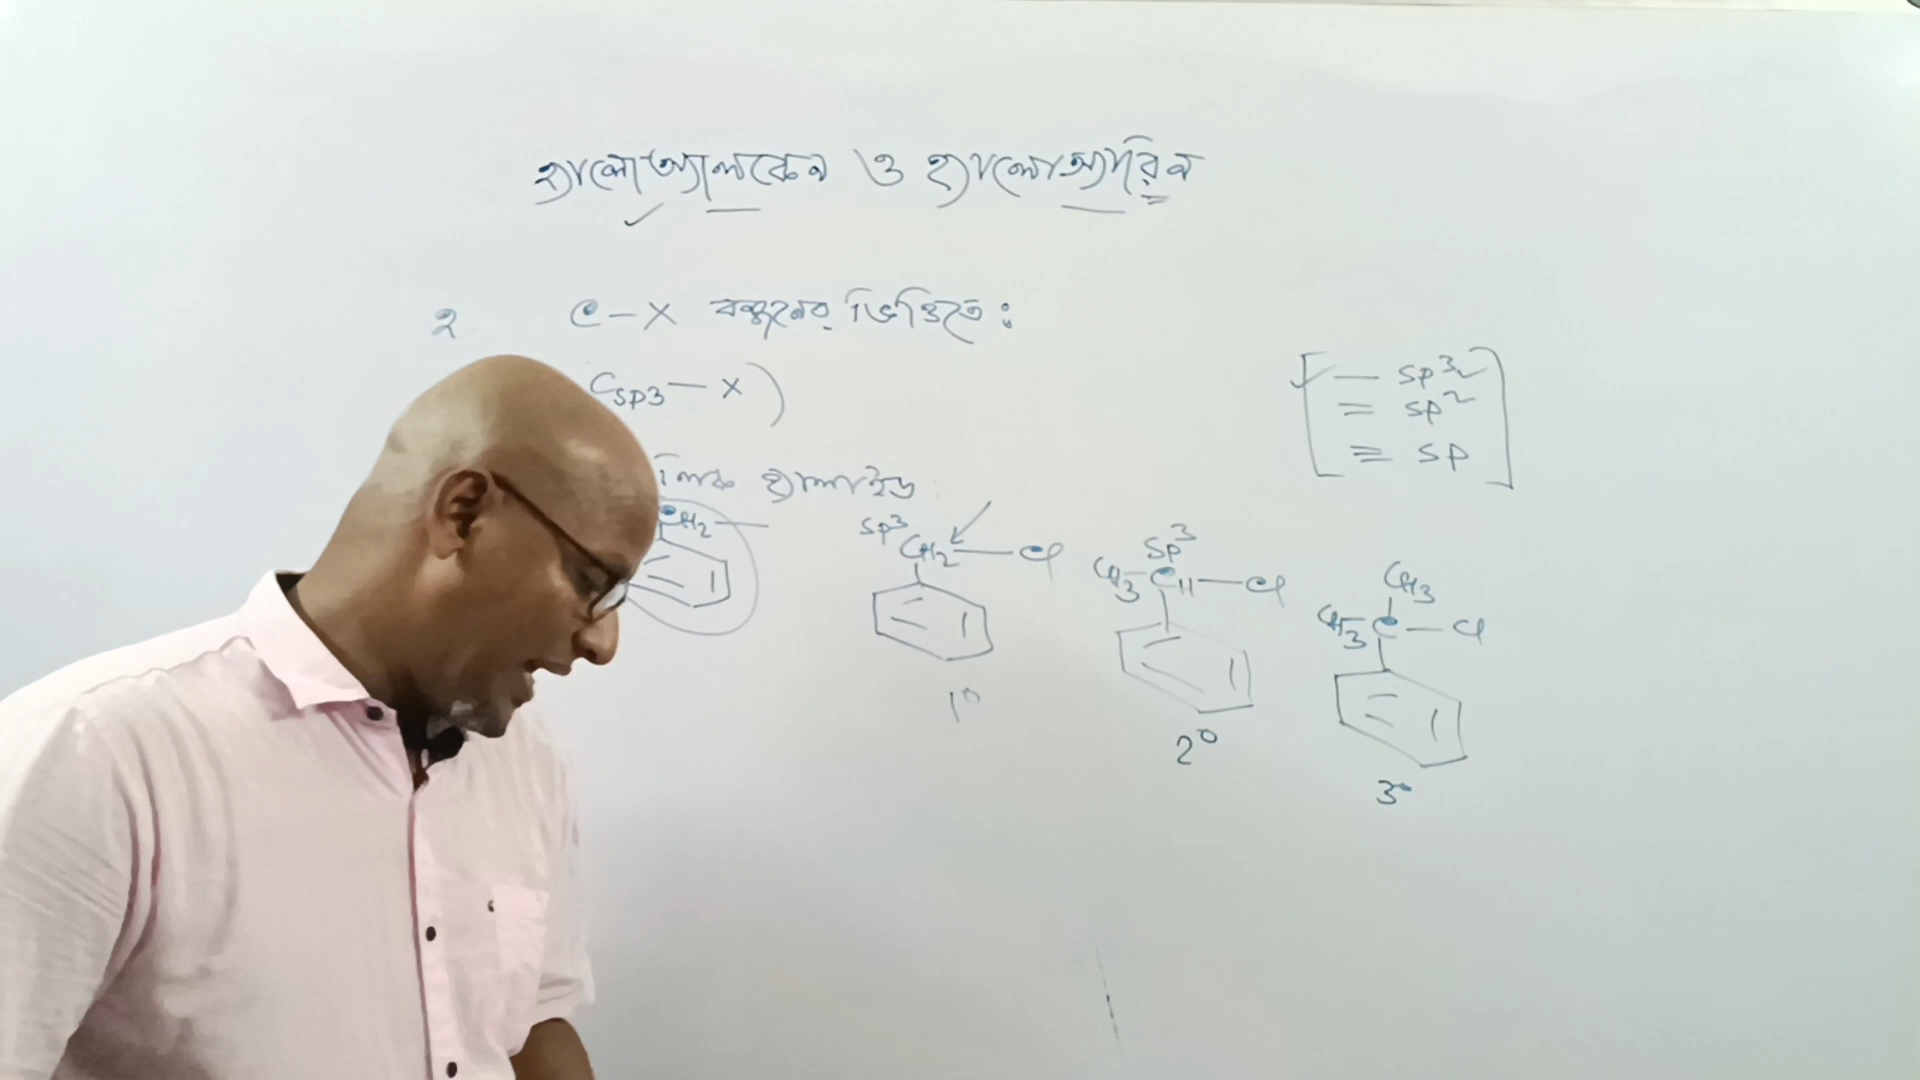 হ্যালোঅ্যালকেন ও হ্যালোঅ্যারিন
২ C – X বন্ধনের ভিত্তিতে :
Csp3 — X )
— sp³
= sp²
≡ sp
লিক হ্যালাইড
CH2 —
sp³
CH2 — Cl
1°
sp³
CH3 – CH — Cl
2°
CH3
CH3 – C — Cl
3°